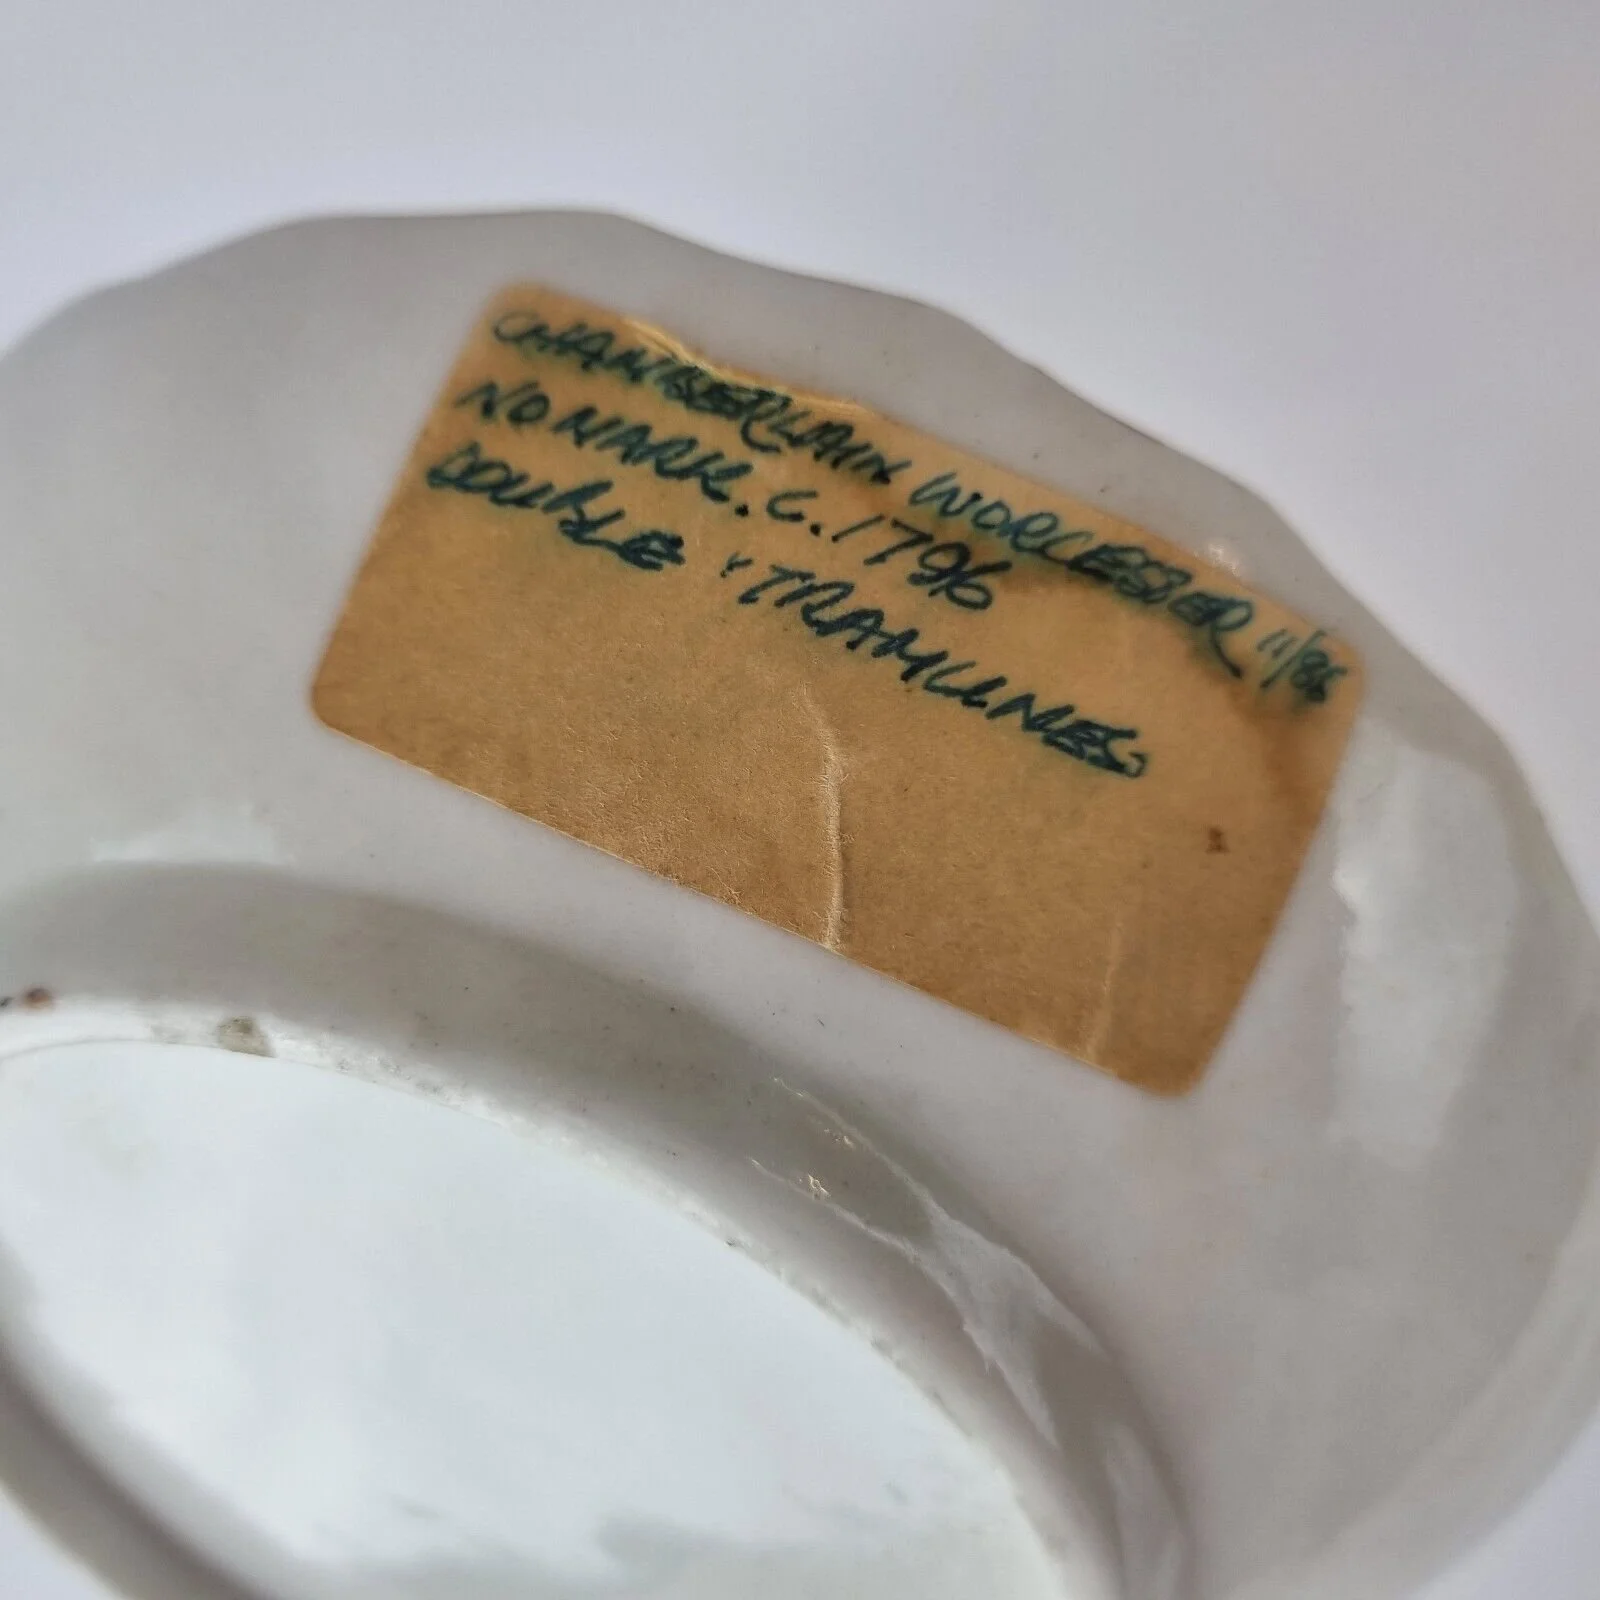 CHAMBERLAIN WORCESTER 11/86
NO MARK. C. 1796
DOUBLE 'TRAMLINES'